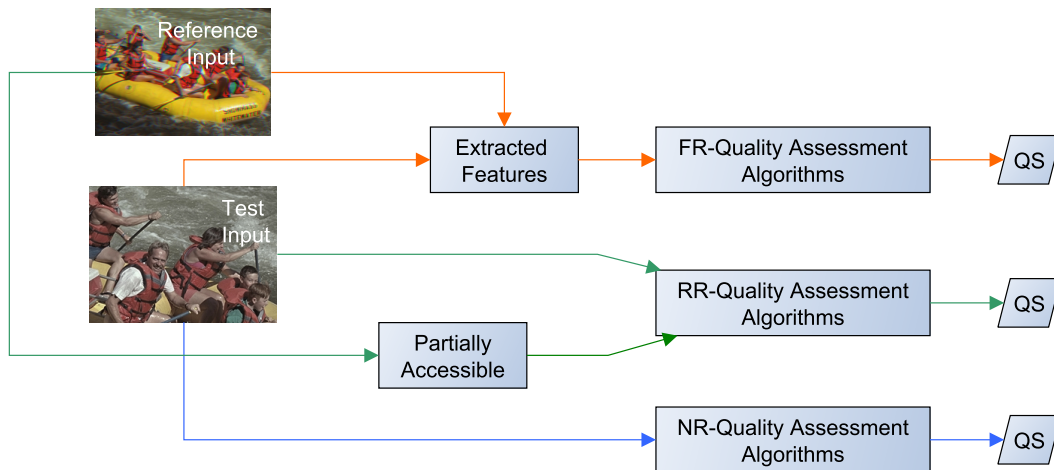 Reference
Input
Extracted
Features
FR-Quality Assessment
Algorithms
QS
Test
Input
RR-Quality Assessment
Algorithms
QS
Partially
Accessible
NR-Quality Assessment
Algorithms
QS
WHITEWATER